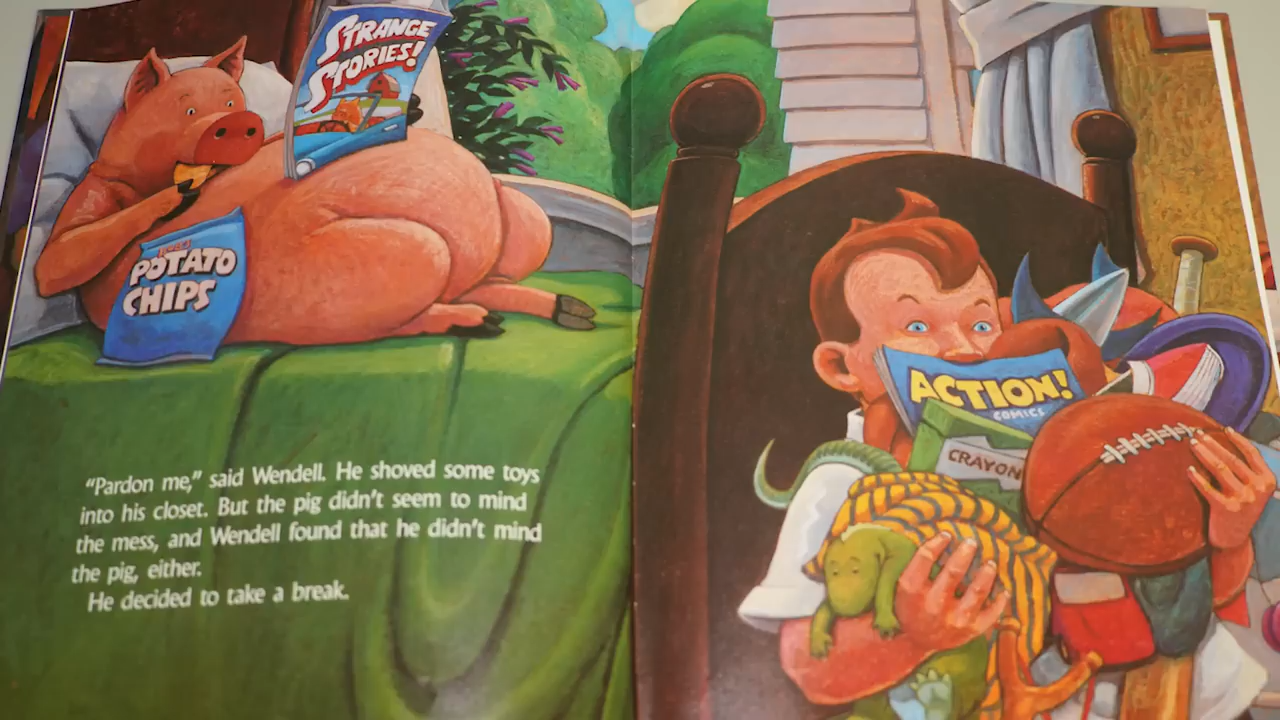 STRANGE
STORIES!
POTATO
CHIPS
ACTION!
COMICS
CRAYON
"Pardon me," said Wendell. He shoved some toys
into his closet. But the pig didn't seem to mind
the mess, and Wendell found that he didn't mind
the pig, either.
He decided to take a break.